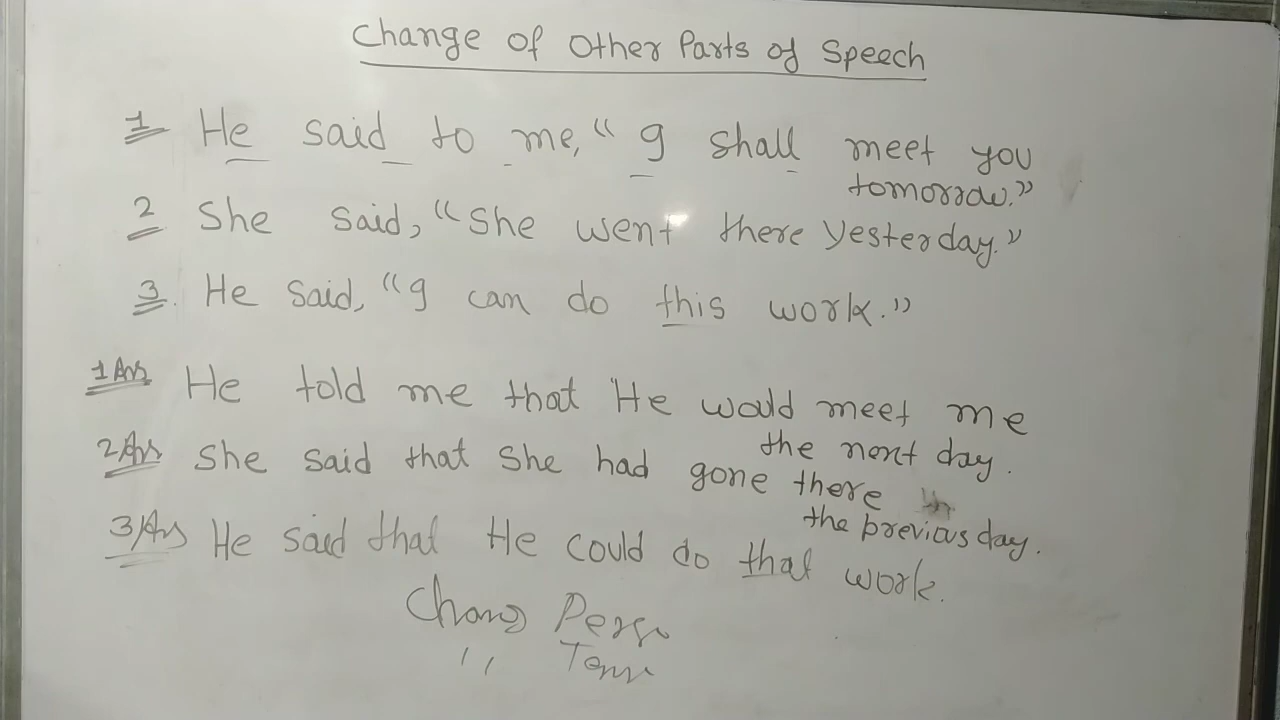 Change of Other Parts of Speech
1 He said to me, “I shall meet you
tomorrow.”
2 She said, “She went there yesterday.”
3. He said, “I can do this work.”
1 Ans He told me that He would meet me
the next day.
2 Ans She said that She had gone there
the previous day.
3 Ans He said that He could do that work.
Chang Perso
" Tens